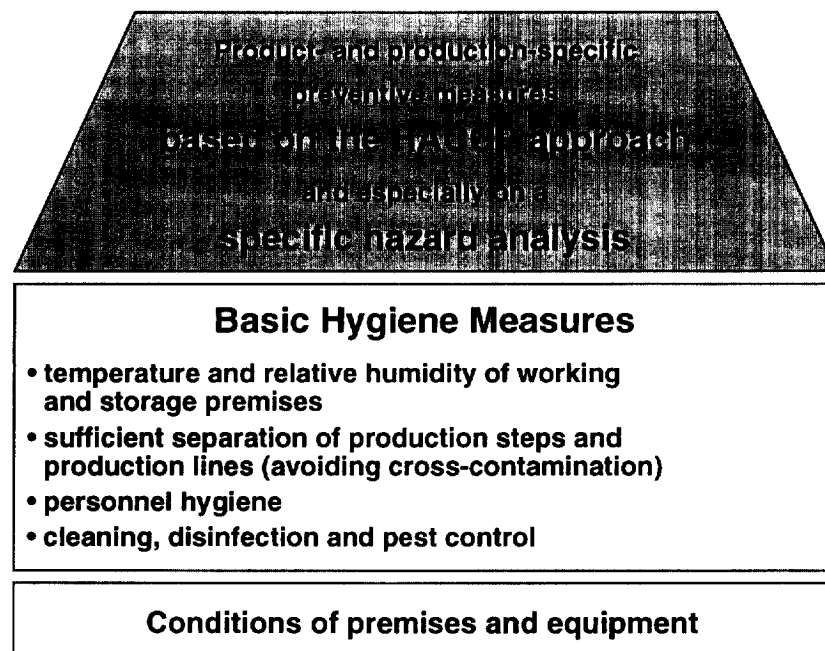 Product- and production-specific
preventive measures
based on the HACCP approach
and especially on a
specific hazard analysis
Basic Hygiene Measures
• temperature and relative humidity of working
and storage premises
• sufficient separation of production steps and
production lines (avoiding cross-contamination)
• personnel hygiene
• cleaning, disinfection and pest control
Conditions of premises and equipment